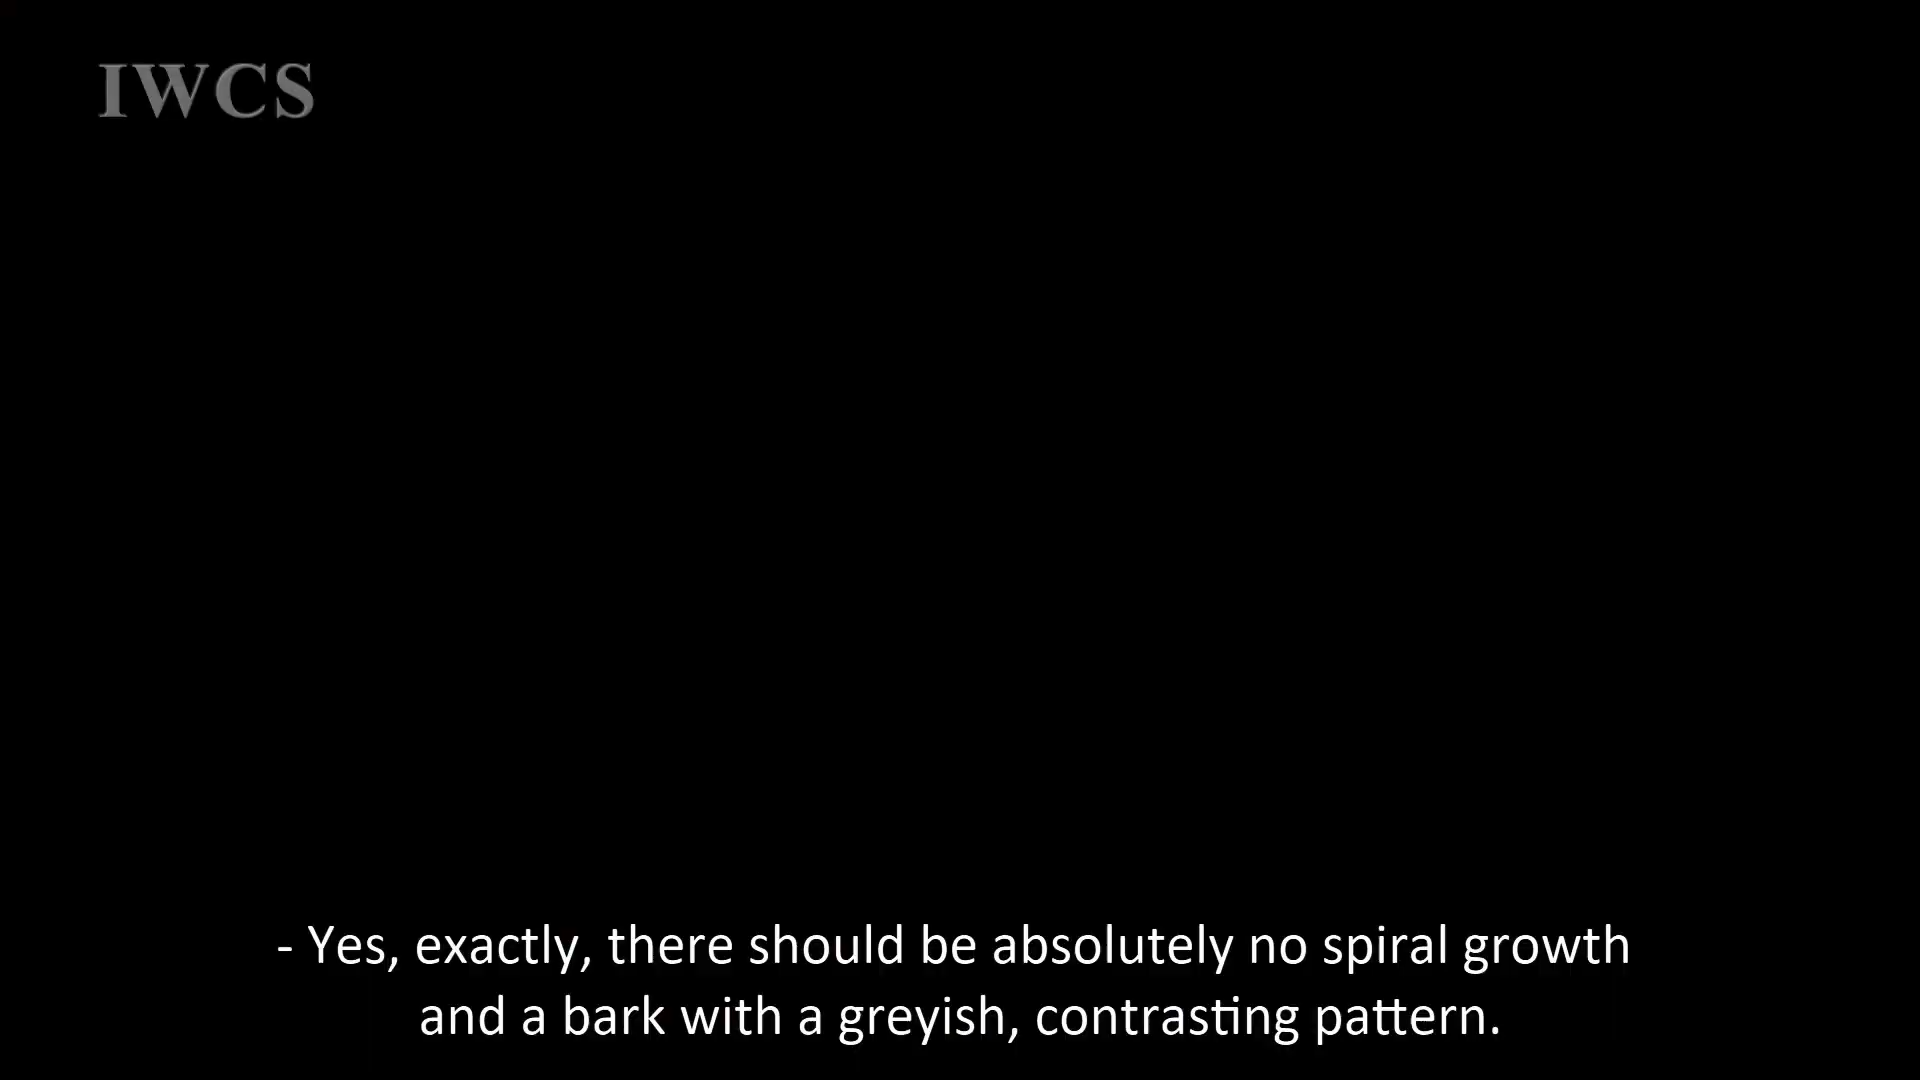 IWCS
- Yes, exactly, there should be absolutely no spiral growth
and a bark with a greyish, contrasting pattern.